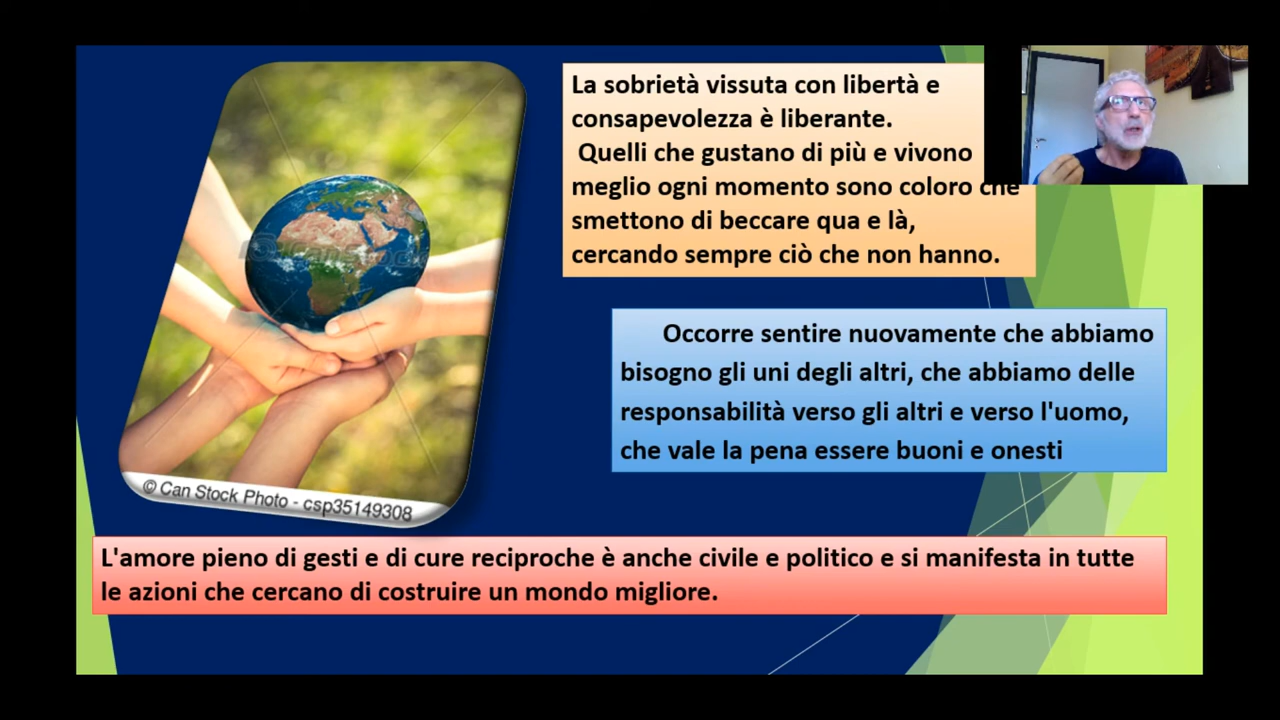 La sobrietà vissuta con libertà e
consapevolezza è liberante.
Quelli che gustano di più e vivono
meglio ogni momento sono coloro che
smettono di beccare qua e là,
cercando sempre ciò che non hanno.
Occorre sentire nuovamente che abbiamo
bisogno gli uni degli altri, che abbiamo delle
responsabilità verso gli altri e verso l'uomo,
che vale la pena essere buoni e onesti
© Can Stock Photo - csp35149308
L'amore pieno di gesti e di cure reciproche è anche civile e politico e si manifesta in tutte
le azioni che cercano di costruire un mondo migliore.